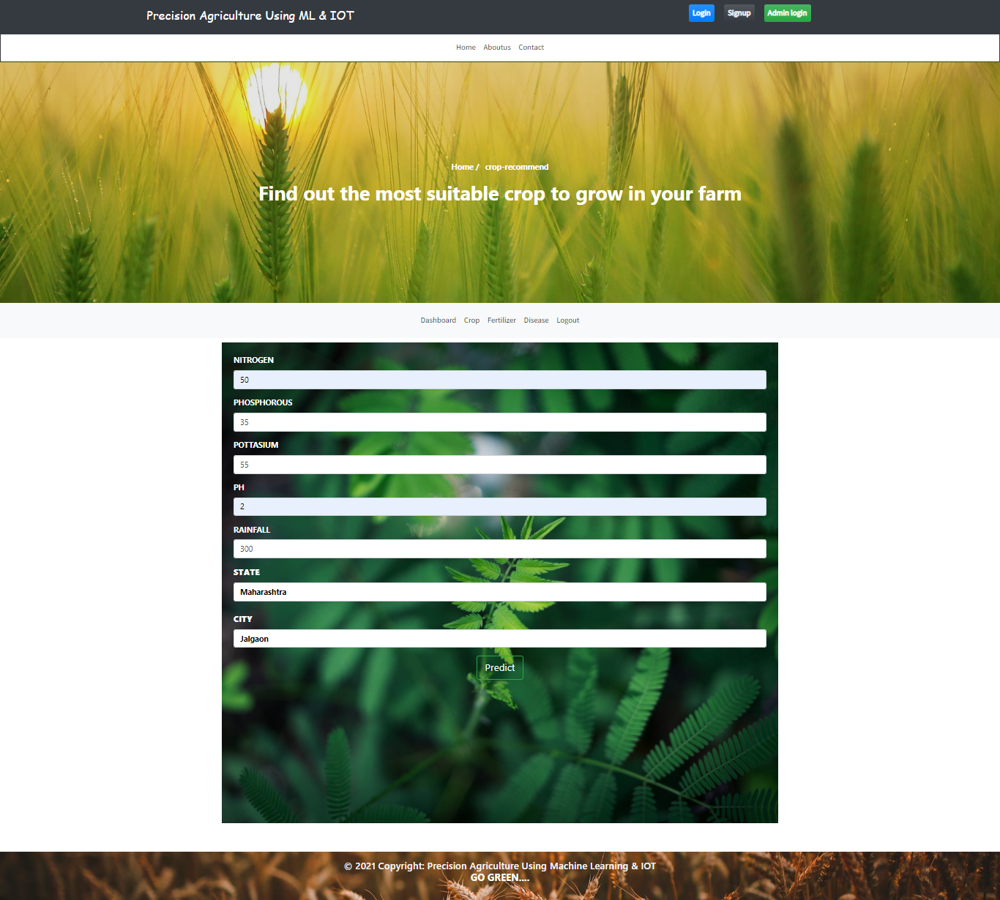 Precision Agriculture Using ML & IOT
Login Signup Admin login
Home Aboutus Contact
Home / crop-recommend
Find out the most suitable crop to grow in your farm
Dashboard Crop Fertilizer Disease Logout
NITROGEN
50
PHOSPHOROUS
35
POTTASIUM
55
PH
2
RAINFALL
300
STATE
Maharashtra
CITY
Jalgaon
Predict
© 2021 Copyright: Precision Agriculture Using Machine Learning & IOT
GO GREEN....